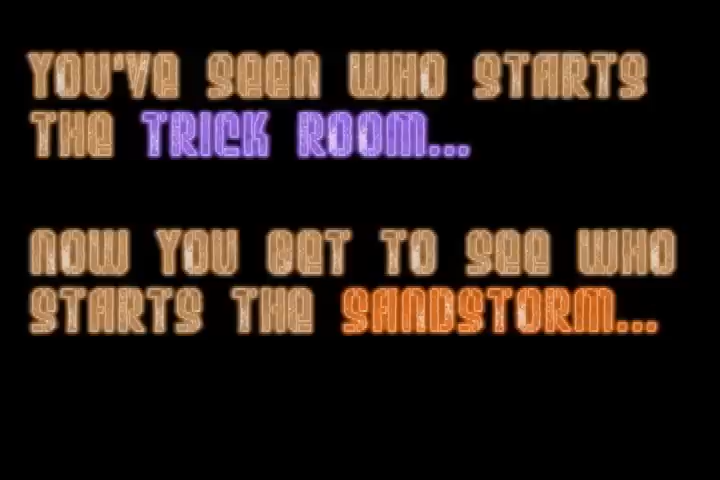 YOU'VE SEEN WHO STARTS
THE TRICK ROOM...
NOW YOU GET TO SEE WHO
STARTS THE SANDSTORM...